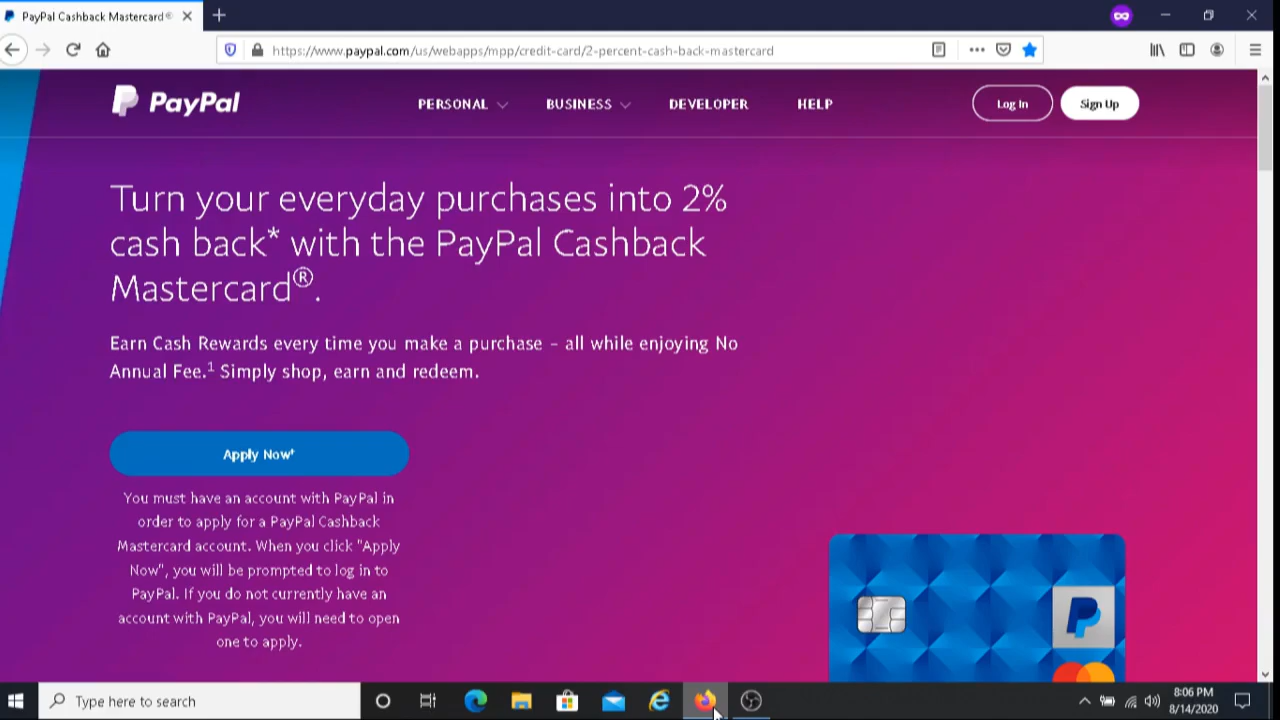 PayPal Cashback Mastercard®
https://www.paypal.com/us/webapps/mpp/credit-card/2-percent-cash-back-mastercard
PayPal
PERSONAL
BUSINESS
DEVELOPER
HELP
Log In
Sign Up
Turn your everyday purchases into 2%
cash back* with the PayPal Cashback
Mastercard®.
Earn Cash Rewards every time you make a purchase – all while enjoying No
Annual Fee.¹ Simply shop, earn and redeem.
Apply Now†
You must have an account with PayPal in
order to apply for a PayPal Cashback
Mastercard account. When you click "Apply
Now", you will be prompted to log in to
PayPal. If you do not currently have an
account with PayPal, you will need to open
one to apply.
Type here to search
8:06 PM
8/14/2020